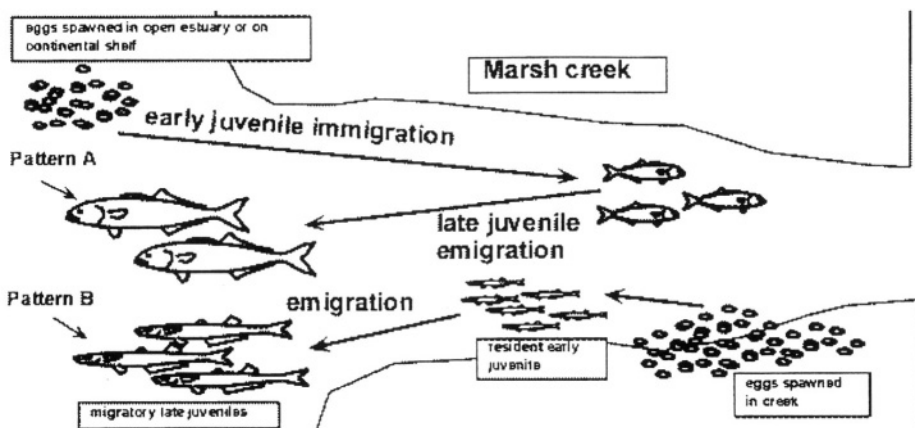 eggs spawned in open estuary or on
continental shelf
Marsh creek
early juvenile immigration
Pattern A
late juvenile
emigration
Pattern B
emigration
resident early
juvenile
eggs spawned
in creek
migratory late juveniles